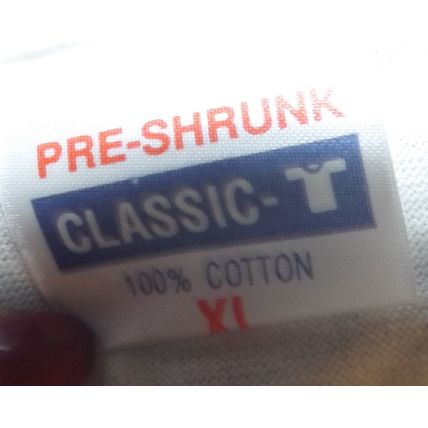 PRE-SHRUNK
CLASSIC-T
100% COTTON
XL